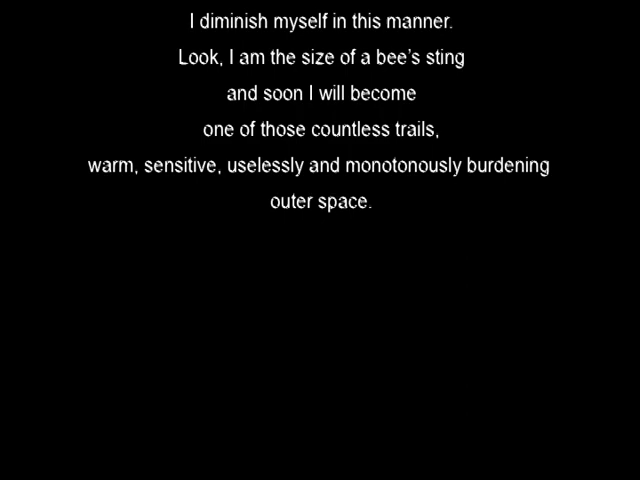 I diminish myself in this manner.
Look, I am the size of a bee's sting
and soon I will become
one of those countless trails,
warm, sensitive, uselessly and monotonously burdening
outer space.